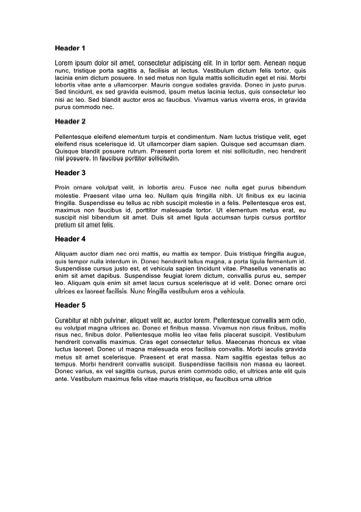 Header 1
Lorem ipsum dolor sit amet, consectetur adipiscing elit. In in tortor sem. Aenean neque
nunc, tristique porta sagittis a, facilisis at lectus. Vestibulum dictum felis tortor, quis
lacinia enim dictum posuere. In sed metus non ligula mattis sollicitudin eget et nisi. Morbi
lobortis vitae ante a ullamcorper. Mauris congue sodales gravida. Donec in justo purus.
Sed tincidunt, ex sed gravida euismod, ipsum metus lacinia lectus, quis consectetur leo
nisi ac leo. Sed blandit auctor eros ac faucibus. Vivamus varius viverra eros, in gravida
purus commodo nec.
Header 2
Pellentesque eleifend elementum turpis et condimentum. Nam luctus tristique velit, eget
eleifend risus scelerisque id. Ut ullamcorper diam sapien. Quisque sed accumsan diam.
Quisque blandit posuere rutrum. Praesent porta lorem et nisi sollicitudin, nec hendrerit
nisl posuere. In faucibus porttitor sollicitudin.
Header 3
Proin ornare volutpat velit, in lobortis arcu. Fusce nec nulla eget purus bibendum
molestie. Praesent vitae urna leo. Nullam quis fringilla nibh. Ut finibus ex eu lacinia
fringilla. Suspendisse eu tellus ac nibh suscipit molestie in a felis. Pellentesque eros est,
maximus non faucibus id, porttitor malesuada tortor. Ut elementum metus erat, eu
suscipit nisl bibendum sit amet. Duis sit amet ligula accumsan turpis cursus porttitor
pretium sit amet felis.
Header 4
Aliquam auctor diam nec orci mattis, eu mattis ex tempor. Duis tristique fringilla augue,
quis tempor nulla interdum in. Donec hendrerit tellus magna, a porta ligula fermentum id.
Suspendisse cursus justo est, et vehicula sapien tincidunt vitae. Phasellus venenatis ac
enim sit amet dapibus. Suspendisse feugiat lorem dictum, convallis purus eu, semper
leo. Aliquam quis enim sit amet lacus cursus scelerisque at id velit. Donec ornare orci
ultrices ex laoreet facilisis. Nunc fringilla vestibulum eros a vehicula.
Header 5
Curabitur at nibh pulvinar, aliquet velit ac, auctor lorem. Pellentesque convallis sem odio,
eu volutpat magna ultrices ac. Donec et finibus massa. Vivamus non risus finibus, mollis
risus nec, finibus dolor. Pellentesque mollis leo vitae felis placerat suscipit. Vestibulum
hendrerit convallis maximus. Cras eget consectetur tellus. Maecenas rhoncus ex vitae
luctus laoreet. Donec ut magna malesuada eros facilisis convallis. Morbi iaculis gravida
metus sit amet scelerisque. Praesent et erat massa. Nam sagittis egestas tellus ac
tempus. Morbi hendrerit convallis suscipit. Suspendisse facilisis non massa eu laoreet.
Donec varius, ex vel sagittis cursus, purus enim commodo odio, et ultrices ante elit quis
ante. Vestibulum maximus felis vitae mauris tristique, eu faucibus urna ultrice